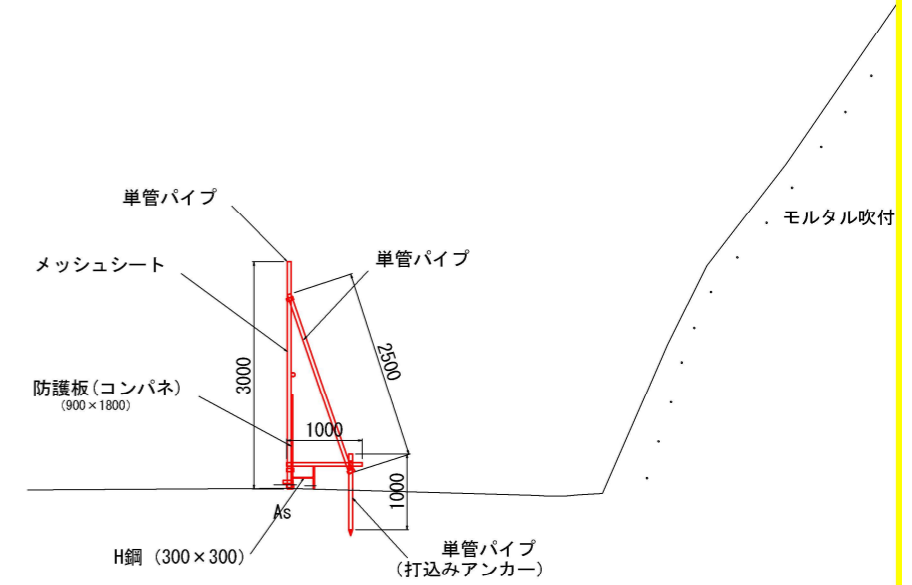 単管パイプ
モルタル吹付
メッシュシート
単管パイプ
3000
2500
防護板(コンパネ)
(900×1800)
1000
1000
As
H鋼 (300×300)
単管パイプ
(打込みアンカー)